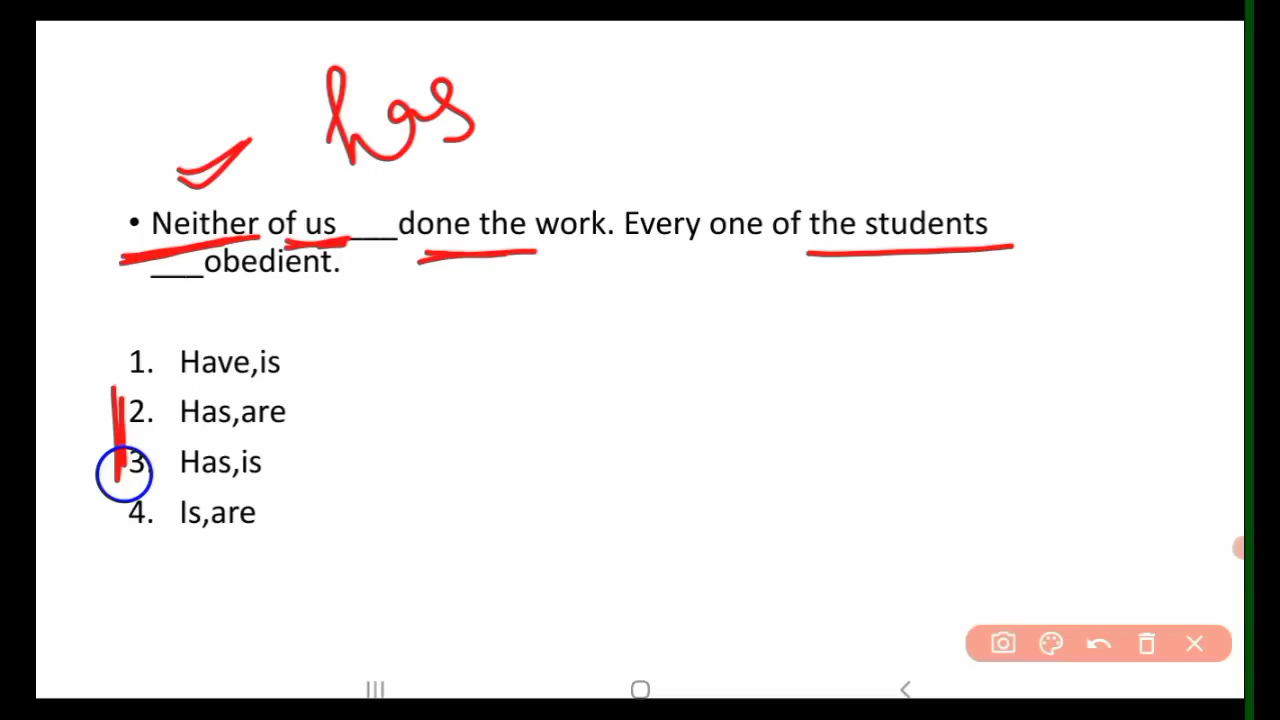 has
• Neither of us ___done the work. Every one of the students
___obedient.
1. Have,is
2. Has,are
3. Has,is
4. Is,are